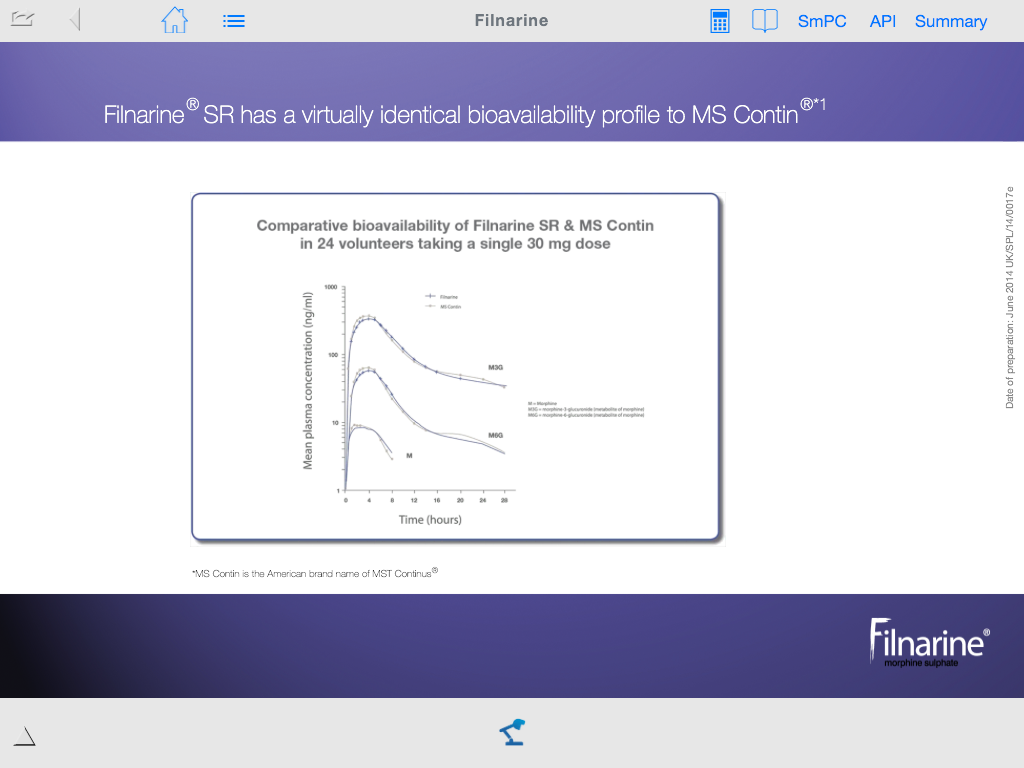 Filnarine
SmPC API Summary
Filnarine® SR has a virtually identical bioavailability profile to MS Contin®*1
Comparative bioavailability of Filnarine SR & MS Contin
in 24 volunteers taking a single 30 mg dose
Mean plasma concentration (ng/ml)
1000
100
10
1
Filnarine
MS Contin
M3G
M6G
M
M = Morphine
M3G = morphine-3-glucuronide (metabolite of morphine)
M6G = morphine-6-glucuronide (metabolite of morphine)
0 4 8 12 16 20 24 28
Time (hours)
*MS Contin is the American brand name of MST Continus®
Date of preparation: June 2014 UK/SPL/14/0017e
Filnarine®
morphine sulphate